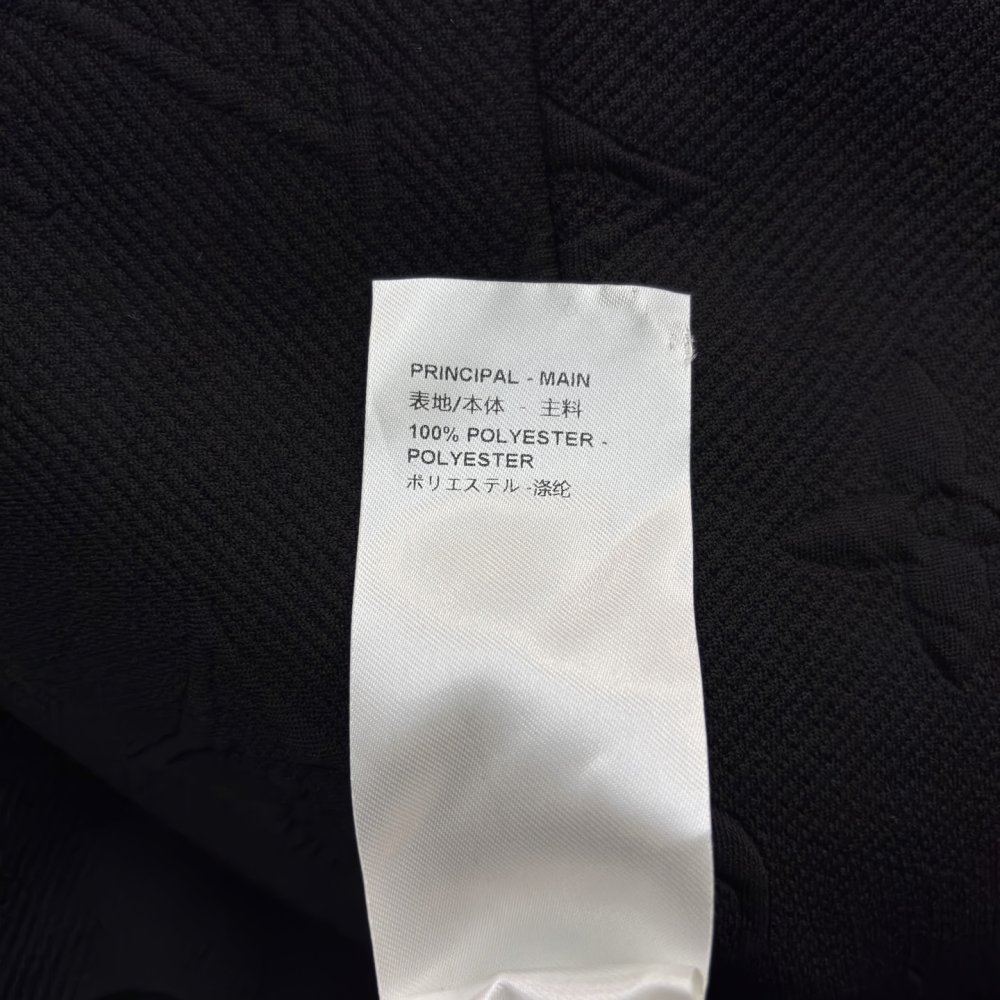 PRINCIPAL - MAIN
表地/本体 - 主料
100% POLYESTER -
POLYESTER
ポリエステル -涤纶